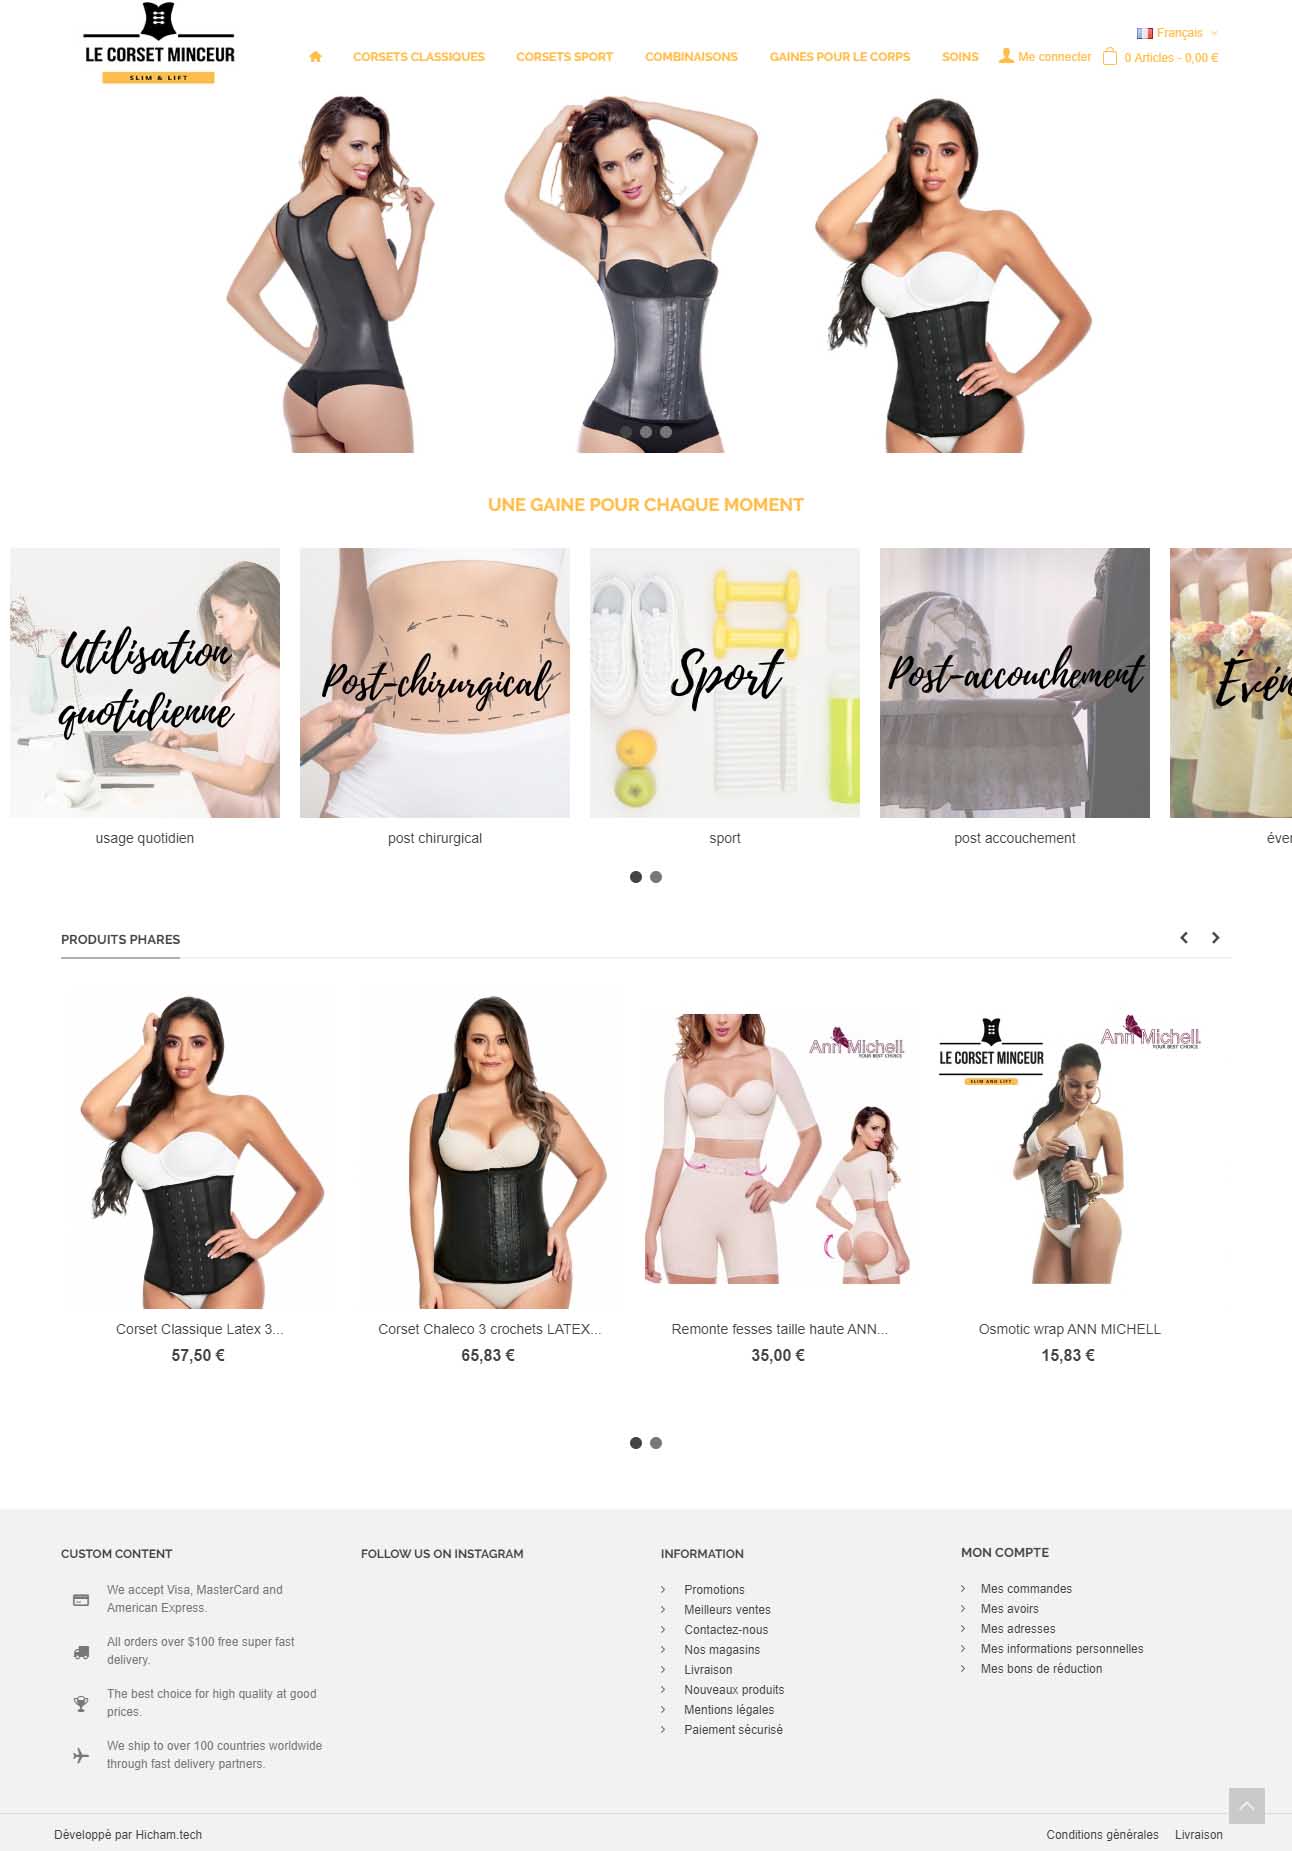 LE CORSET MINCEUR
SLIM & LIFT
Français
CORSETS CLASSIQUES
CORSETS SPORT
COMBINAISONS
GAINES POUR LE CORPS
SOINS
Me connecter
0 Articles - 0,00 €
UNE GAINE POUR CHAQUE MOMENT
Utilisation
quotidienne
Post-chirurgical
Sport
Post-accouchement
Évén
usage quotidien
post chirurgical
sport
post accouchement
éver
PRODUITS PHARES
LE CORSET MINCEUR
SLIM AND LIFT
Ann Michell
YOUR BEST CHOICE
Ann Michell
YOUR BEST CHOICE
Corset Classique Latex 3...
57,50 €
Corset Chaleco 3 crochets LATEX...
65,83 €
Remonte fesses taille haute ANN...
35,00 €
Osmotic wrap ANN MICHELL
15,83 €
CUSTOM CONTENT
We accept Visa, MasterCard and
American Express.
All orders over $100 free super fast
delivery.
The best choice for high quality at good
prices.
We ship to over 100 countries worldwide
through fast delivery partners.
FOLLOW US ON INSTAGRAM
INFORMATION
Promotions
Meilleurs ventes
Contactez-nous
Nos magasins
Livraison
Nouveaux produits
Mentions légales
Paiement sécurisé
MON COMPTE
Mes commandes
Mes avoirs
Mes adresses
Mes informations personnelles
Mes bons de réduction
Développé par Hicham.tech
Conditions générales
Livraison